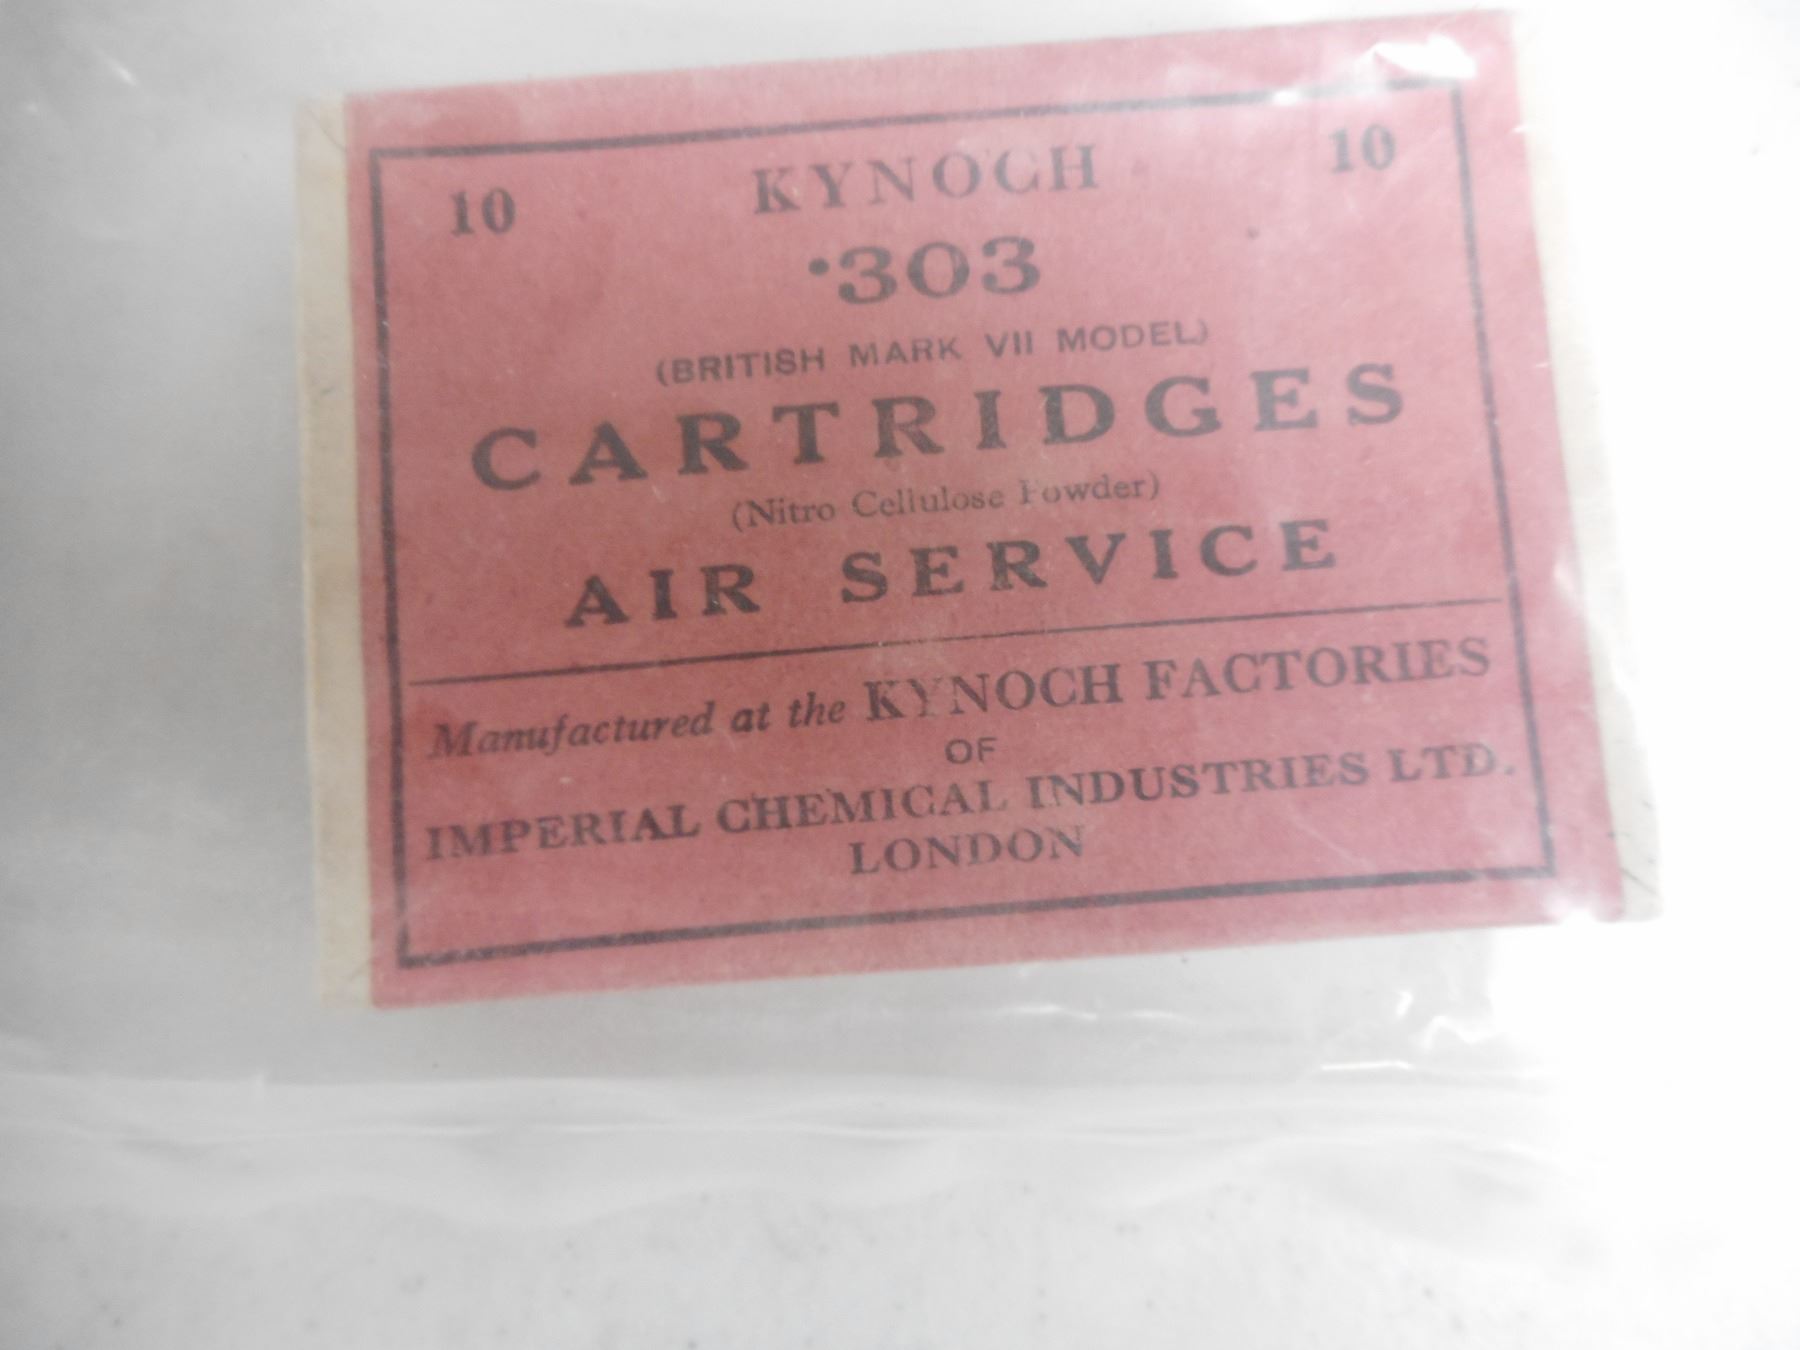 10 KYNOCH 10
·303
(BRITISH MARK VII MODEL)
CARTRIDGES
(Nitro Cellulose Powder)
AIR SERVICE
Manufactured at the KYNOCH FACTORIES
OF
IMPERIAL CHEMICAL INDUSTRIES LTD.
LONDON